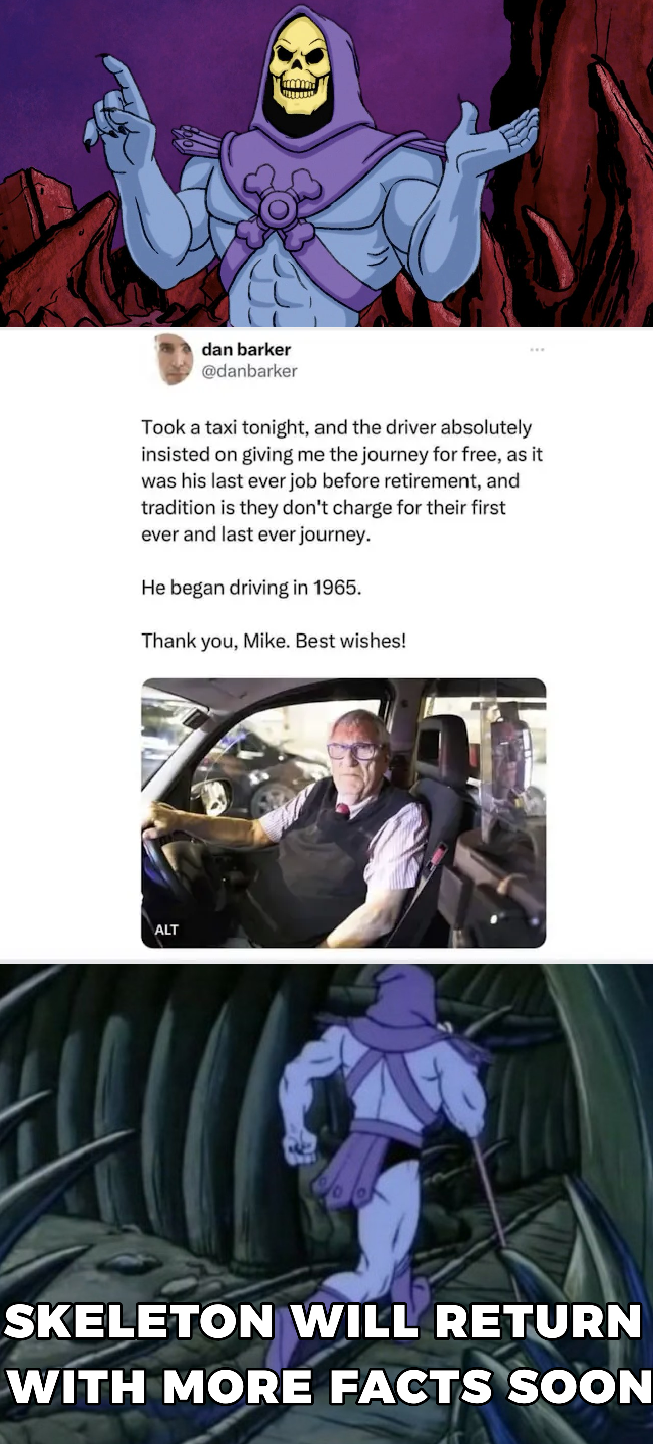 dan barker
@danbarker
Took a taxi tonight, and the driver absolutely
insisted on giving me the journey for free, as it
was his last ever job before retirement, and
tradition is they don't charge for their first
ever and last ever journey.
He began driving in 1965.
Thank you, Mike. Best wishes!
ALT
SKELETON WILL RETURN
WITH MORE FACTS SOON